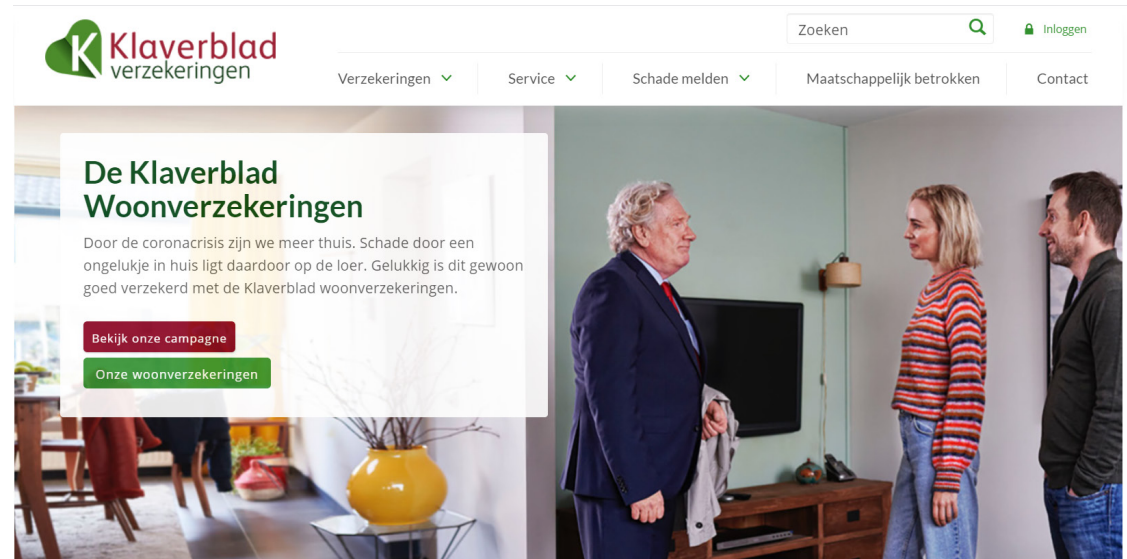 Klaverblad
verzekeringen
Zoeken
Inloggen
Verzekeringen
Service
Schade melden
Maatschappelijk betrokken
Contact
De Klaverblad
Woonverzekeringen
Door de coronacrisis zijn we meer thuis. Schade door een
ongelukje in huis ligt daardoor op de loer. Gelukkig is dit gewoon
goed verzekerd met de Klaverblad woonverzekeringen.
Bekijk onze campagne
Onze woonverzekeringen